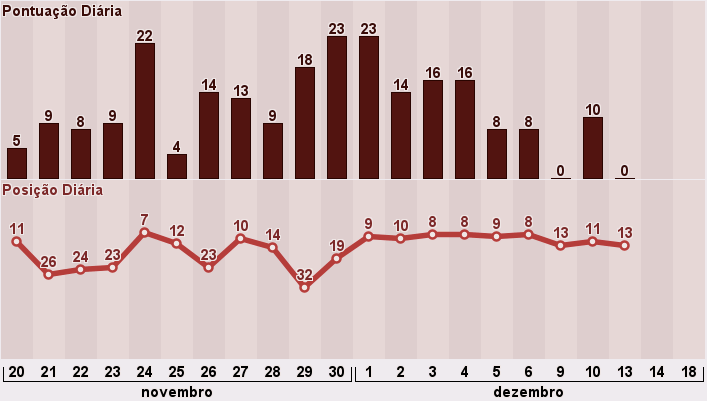 Pontuação Diária
5 9 8 9 22 4 14 13 9 18 23 23 14 16 16 8 8 0 10 0
Posição Diária
11 26 24 23 7 12 23 10 14 32 19 9 10 8 8 9 8 13 11 13
20 21 22 23 24 25 26 27 28 29 30 1 2 3 4 5 6 9 10 13 14 18
novembro dezembro